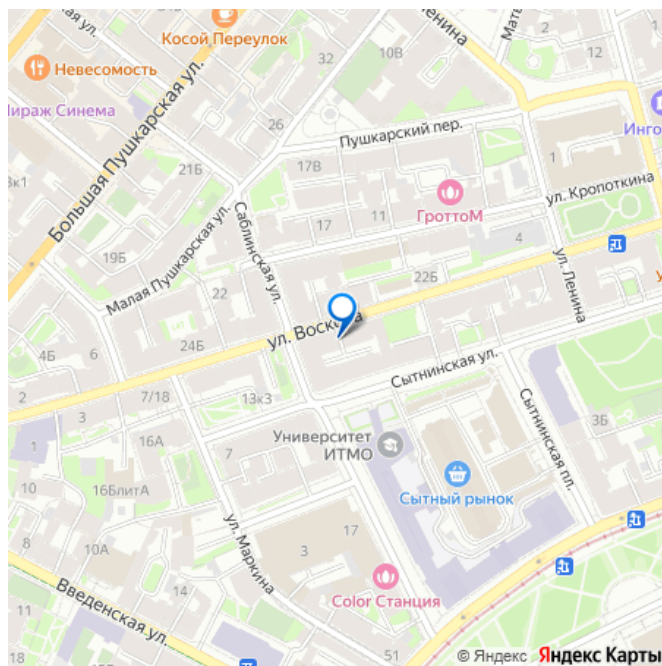 Косой Переулок
Невесомость
Мираж Синема
Большая Пушкарская ул.
10В
12
26
Пушкарский пер.
Инго
21Б
17В
1
3к1
ул. Кропоткина
ГроттоМ
17
11
Саблинская ул.
4
19Б
Малая Пушкарская ул.
22
22Б
ул. Ленина
24Б
4Б
ул. Воско
Сытнинская ул.
2
3
7/18
13к3
1
16А
7
Университет
ИТМО
Сытнинская пл.
3Б
10
16БлитА
Сытный рынок
ул. Маркина
17
3
10А
14
Введенская ул.
Color Станция
18
11
51
© Яндекс Яндекс Карты